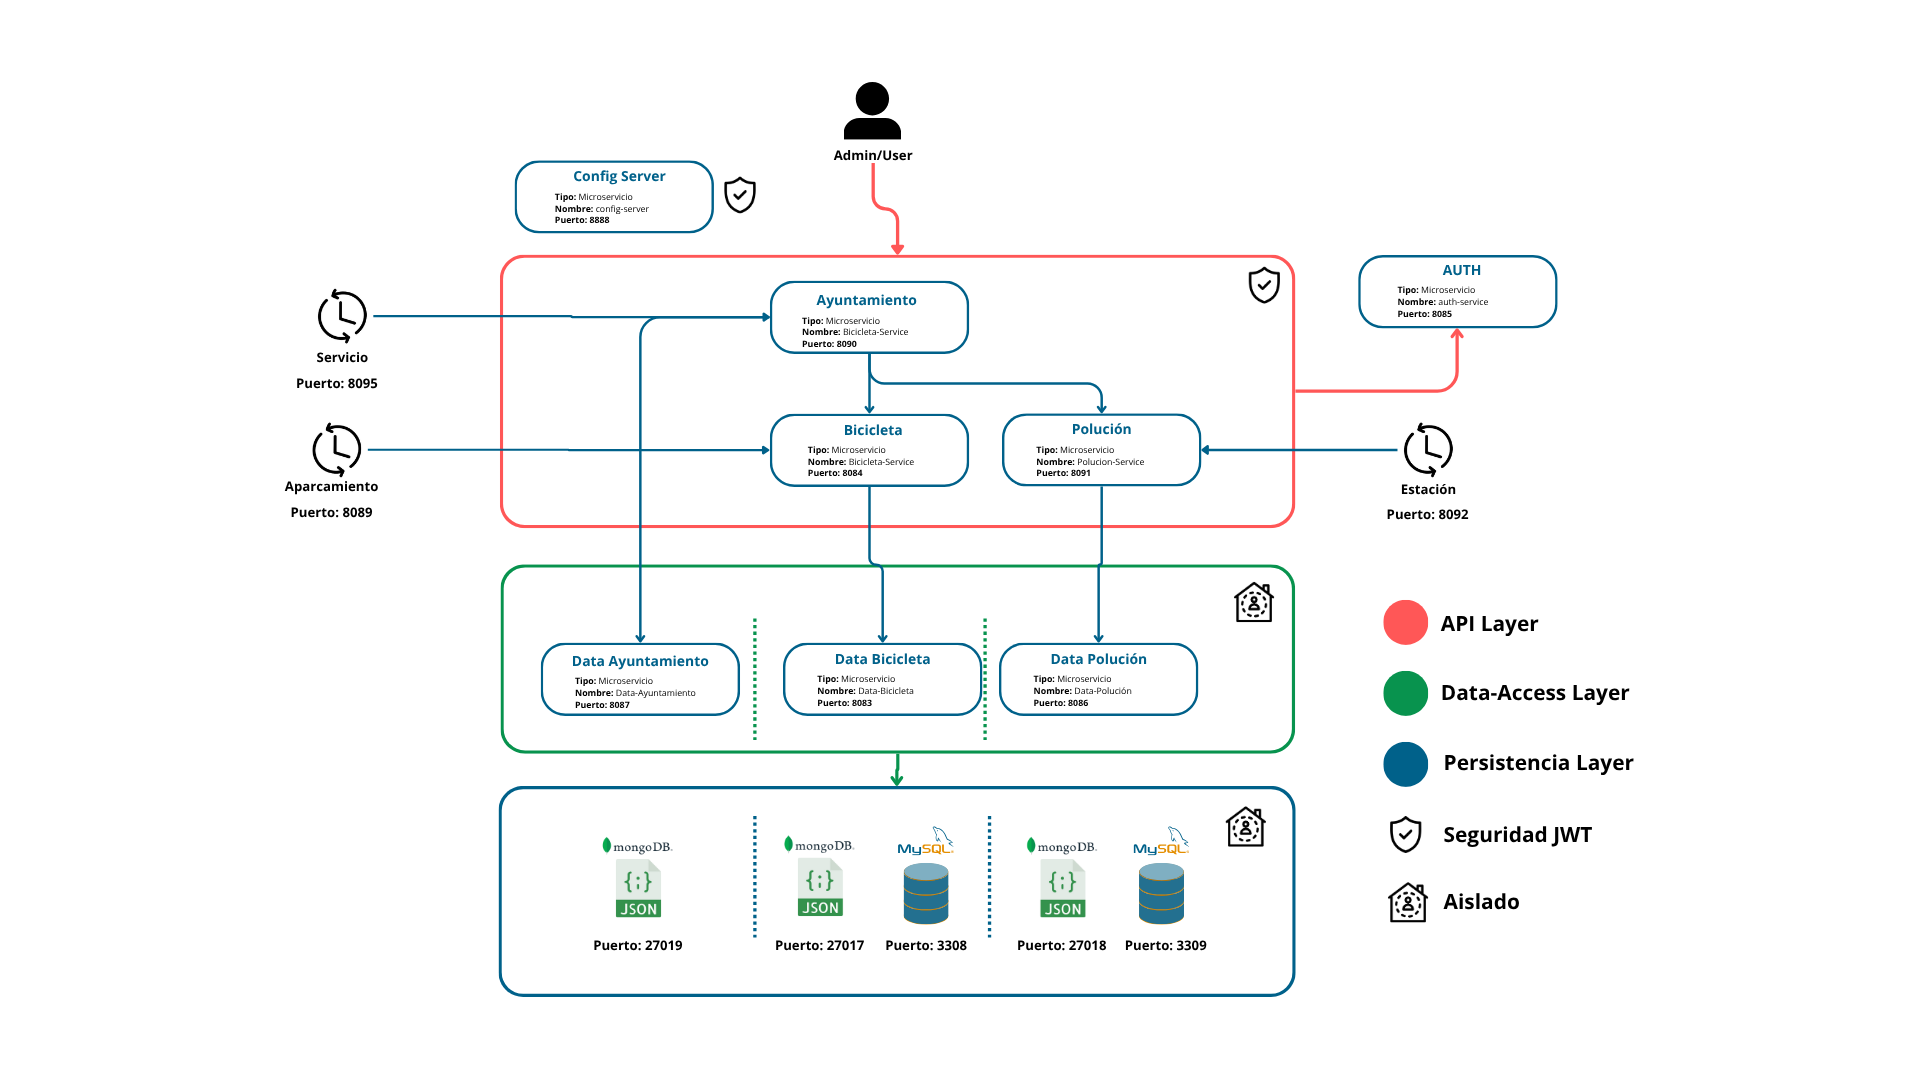 Admin/User
Config Server
Tipo: Microservicio
Nombre: config-server
Puerto: 8888
AUTH
Tipo: Microservicio
Nombre: auth-service
Puerto: 8085
Ayuntamiento
Tipo: Microservicio
Nombre: Bicicleta-Service
Puerto: 8090
Servicio
Puerto: 8095
Bicicleta
Tipo: Microservicio
Nombre: Bicicleta-Service
Puerto: 8084
Polución
Tipo: Microservicio
Nombre: Polucion-Service
Puerto: 8091
Aparcamiento
Puerto: 8089
Estación
Puerto: 8092
Data Ayuntamiento
Tipo: Microservicio
Nombre: Data-Ayuntamiento
Puerto: 8087
Data Bicicleta
Tipo: Microservicio
Nombre: Data-Bicicleta
Puerto: 8083
Data Polución
Tipo: Microservicio
Nombre: Data-Polución
Puerto: 8086
mongoDB.
{;}
JSON
Puerto: 27019
mongoDB.
{;}
JSON
Puerto: 27017
MySQL
Puerto: 3308
mongoDB.
{;}
JSON
Puerto: 27018
MySQL
Puerto: 3309
API Layer
Data-Access Layer
Persistencia Layer
Seguridad JWT
Aislado